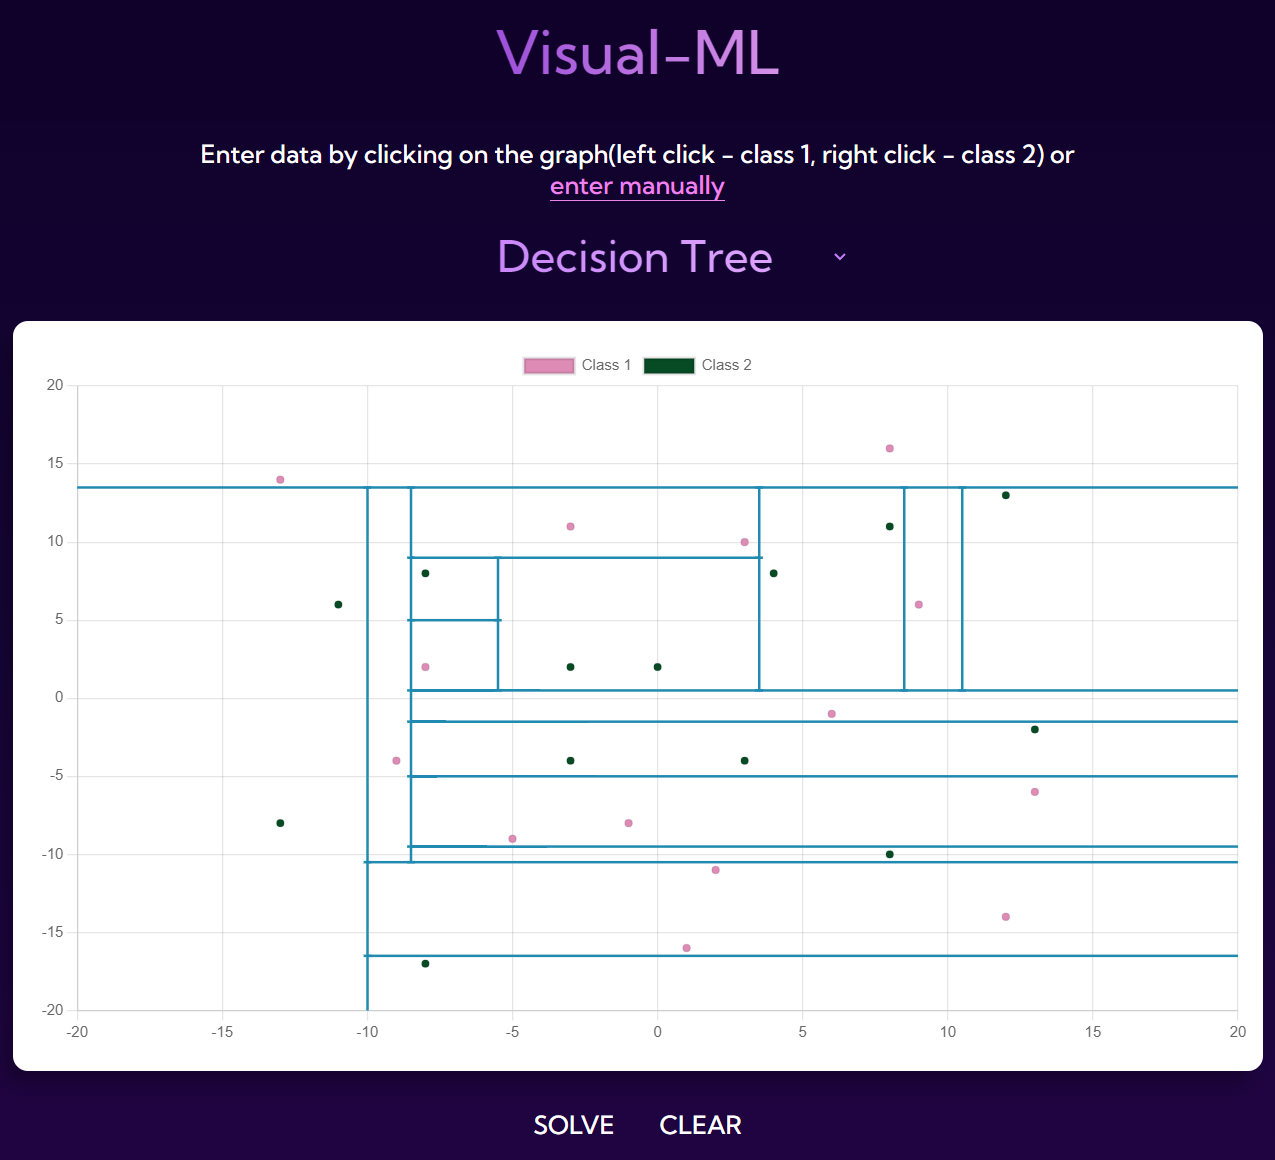 Visual-ML
Enter data by clicking on the graph(left click - class 1, right click - class 2) or
enter manually
Decision Tree
Class 1 Class 2
20
15
10
5
0
-5
-10
-15
-20
-20 -15 -10 -5 0 5 10 15 20
SOLVE CLEAR